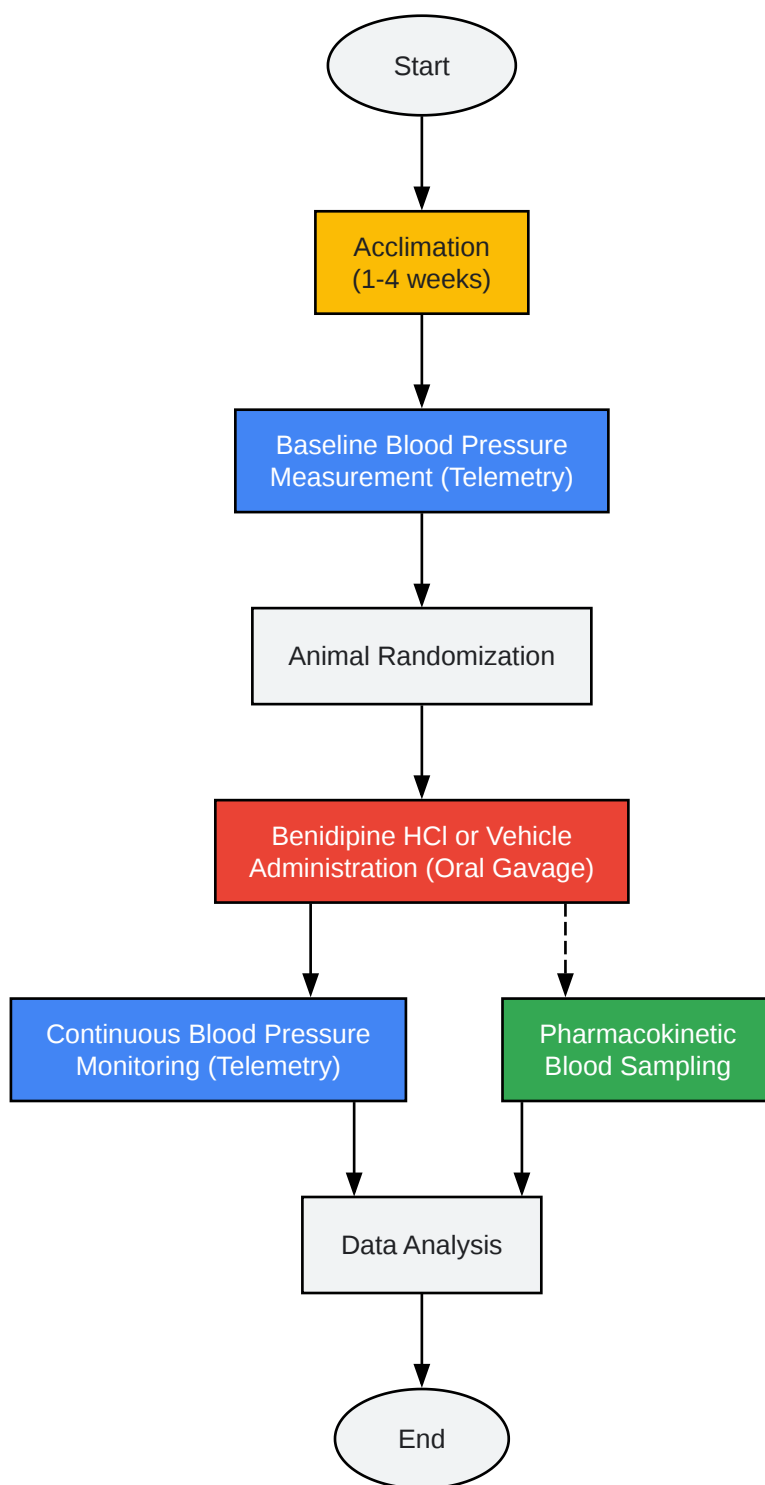 Start
Acclimation
(1-4 weeks)
Baseline Blood Pressure
Measurement (Telemetry)
Animal Randomization
Benidipine HCl or Vehicle
Administration (Oral Gavage)
Continuous Blood Pressure
Monitoring (Telemetry)
Pharmacokinetic
Blood Sampling
Data Analysis
End